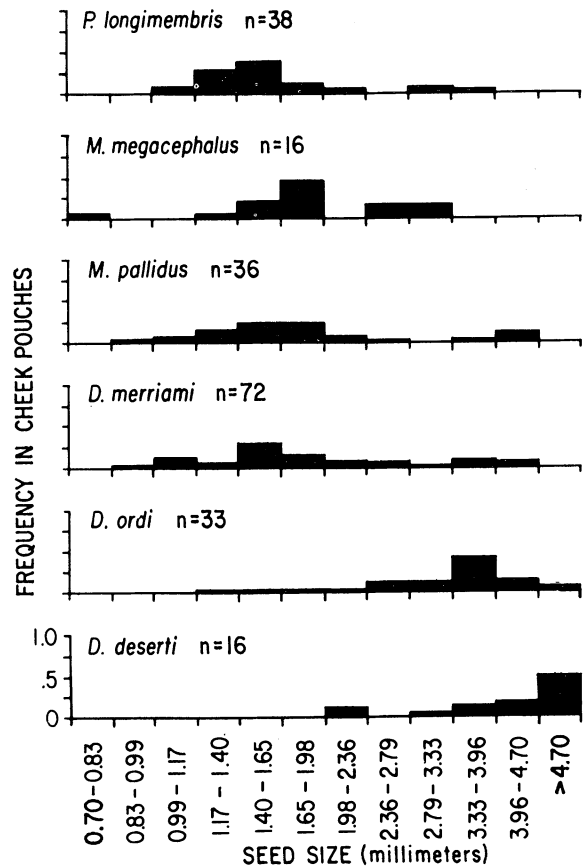 P. longimembris n=38
M. megacephalus n=16
M. pallidus n=36
D. merriami n=72
D. ordi n=33
D. deserti n=16
FREQUENCY IN CHEEK POUCHES
1.0
.5
0
0.70-0.83
0.83-0.99
0.99-1.17
1.17-1.40
1.40-1.65
1.65-1.98
1.98-2.36
2.36-2.79
2.79-3.33
3.33-3.96
3.96-4.70
>4.70
SEED SIZE (millimeters)